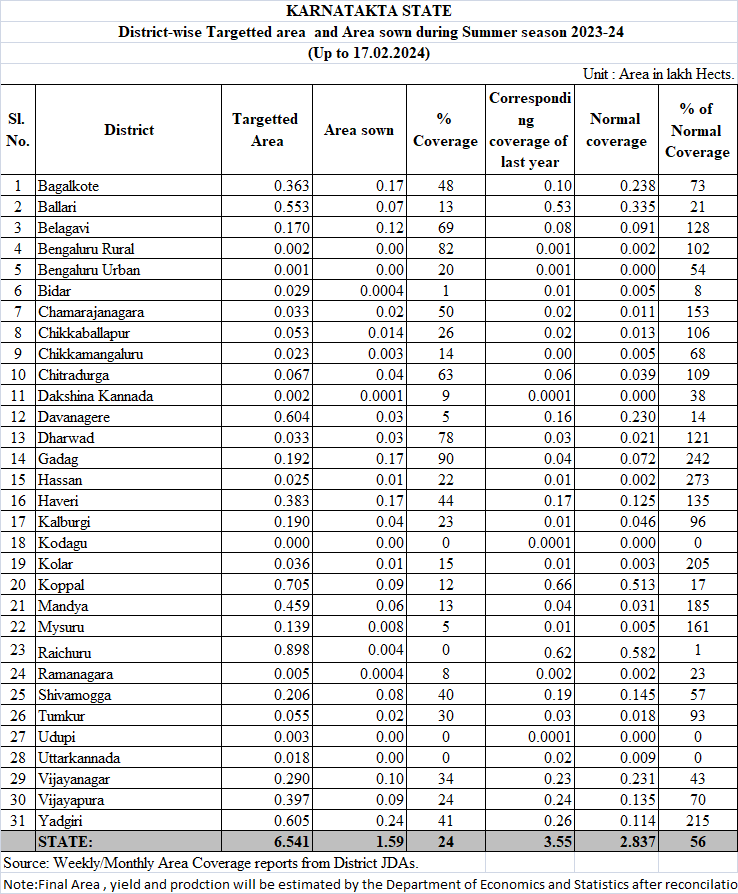 KARNATAKTA STATE
District-wise Targetted area and Area sown during Summer season 2023-24
(Up to 17.02.2024)
Unit : Area in lakh Hects.
Sl. No. District Targetted Area Area sown % Coverage Correspondi ng coverage of last year Normal coverage % of Normal Coverage
1 Bagalkote 0.363 0.17 48 0.10 0.238 73
2 Ballari 0.553 0.07 13 0.53 0.335 21
3 Belagavi 0.170 0.12 69 0.08 0.091 128
4 Bengaluru Rural 0.002 0.00 82 0.001 0.002 102
5 Bengaluru Urban 0.001 0.00 20 0.001 0.000 54
6 Bidar 0.029 0.0004 1 0.01 0.005 8
7 Chamarajanagara 0.033 0.02 50 0.02 0.011 153
8 Chikkaballapur 0.053 0.014 26 0.02 0.013 106
9 Chikkamangaluru 0.023 0.003 14 0.00 0.005 68
10 Chitradurga 0.067 0.04 63 0.06 0.039 109
11 Dakshina Kannada 0.002 0.0001 9 0.0001 0.000 38
12 Davanagere 0.604 0.03 5 0.16 0.230 14
13 Dharwad 0.033 0.03 78 0.03 0.021 121
14 Gadag 0.192 0.17 90 0.04 0.072 242
15 Hassan 0.025 0.01 22 0.01 0.002 273
16 Haveri 0.383 0.17 44 0.17 0.125 135
17 Kalburgi 0.190 0.04 23 0.01 0.046 96
18 Kodagu 0.000 0.00 0 0.0001 0.000 0
19 Kolar 0.036 0.01 15 0.01 0.003 205
20 Koppal 0.705 0.09 12 0.66 0.513 17
21 Mandya 0.459 0.06 13 0.04 0.031 185
22 Mysuru 0.139 0.008 5 0.01 0.005 161
23 Raichuru 0.898 0.004 0 0.62 0.582 1
24 Ramanagara 0.005 0.0004 8 0.002 0.002 23
25 Shivamogga 0.206 0.08 40 0.19 0.145 57
26 Tumkur 0.055 0.02 30 0.03 0.018 93
27 Udupi 0.003 0.00 0 0.0001 0.000 0
28 Uttarkannada 0.018 0.00 0 0.02 0.009 0
29 Vijayanagar 0.290 0.10 34 0.23 0.231 43
30 Vijayapura 0.397 0.09 24 0.24 0.135 70
31 Yadgiri 0.605 0.24 41 0.26 0.114 215
STATE: 6.541 1.59 24 3.55 2.837 56
Source: Weekly/Monthly Area Coverage reports from District JDAs.
Note:Final Area , yield and prodction will be estimated by the Department of Economics and Statistics after reconcilatio